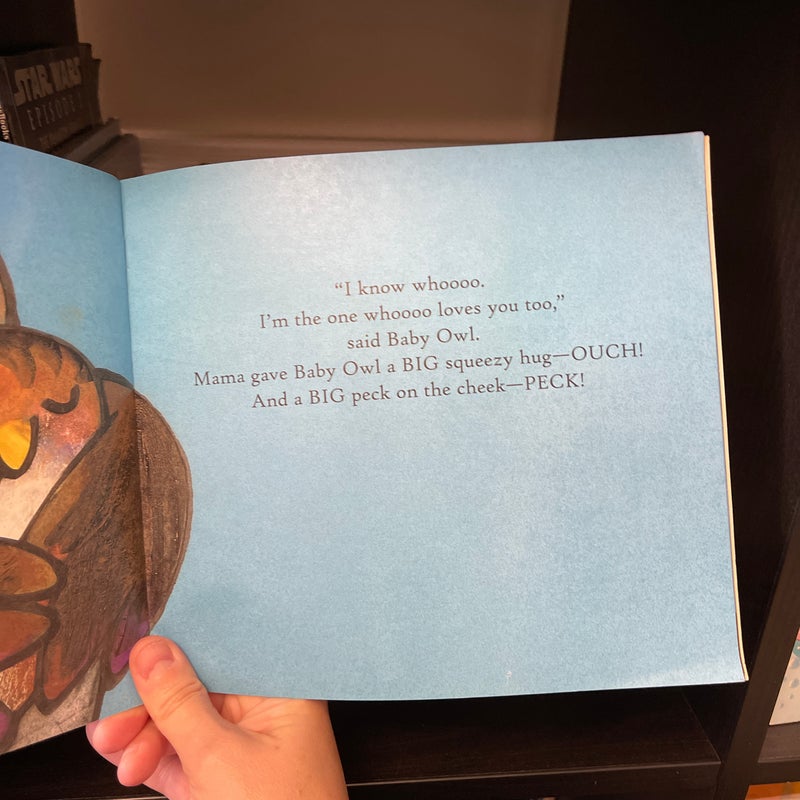 STAR WARS
EPISODE I
“I know whoooo.
I’m the one whoooo loves you too,”
said Baby Owl.
Mama gave Baby Owl a BIG squeezy hug—OUCH!
And a BIG peck on the cheek—PECK!